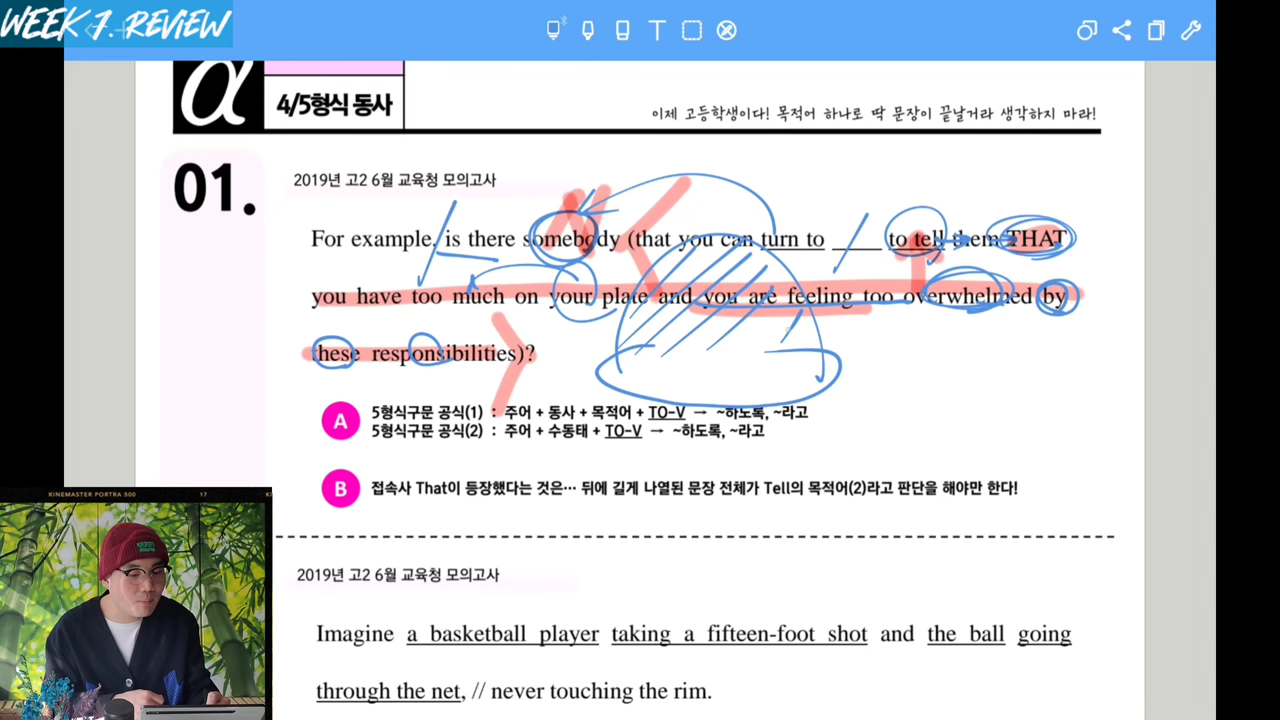 WEEK 7. REVIEW
α
4/5형식 동사
이제 고등학생이다! 목적어 하나로 딱 문장이 끝날거라 생각하지 마라!
01.
2019년 고2 6월 교육청 모의고사
For example, is there somebody (that you can turn to ____ to tell them THAT
you have too much on your plate and you are feeling too overwhelmed by
these responsibilities)?
A
5형식구문 공식(1) : 주어 + 동사 + 목적어 + TO-V → ~하도록, ~라고
5형식구문 공식(2) : 주어 + 수동태 + TO-V → ~하도록, ~라고
B
접속사 That이 등장했다는 것은… 뒤에 길게 나열된 문장 전체가 Tell의 목적어(2)라고 판단을 해야만 한다!
2019년 고2 6월 교육청 모의고사
Imagine a basketball player taking a fifteen-foot shot and the ball going
through the net, // never touching the rim.
KINEMASTER PORTRA 500
17